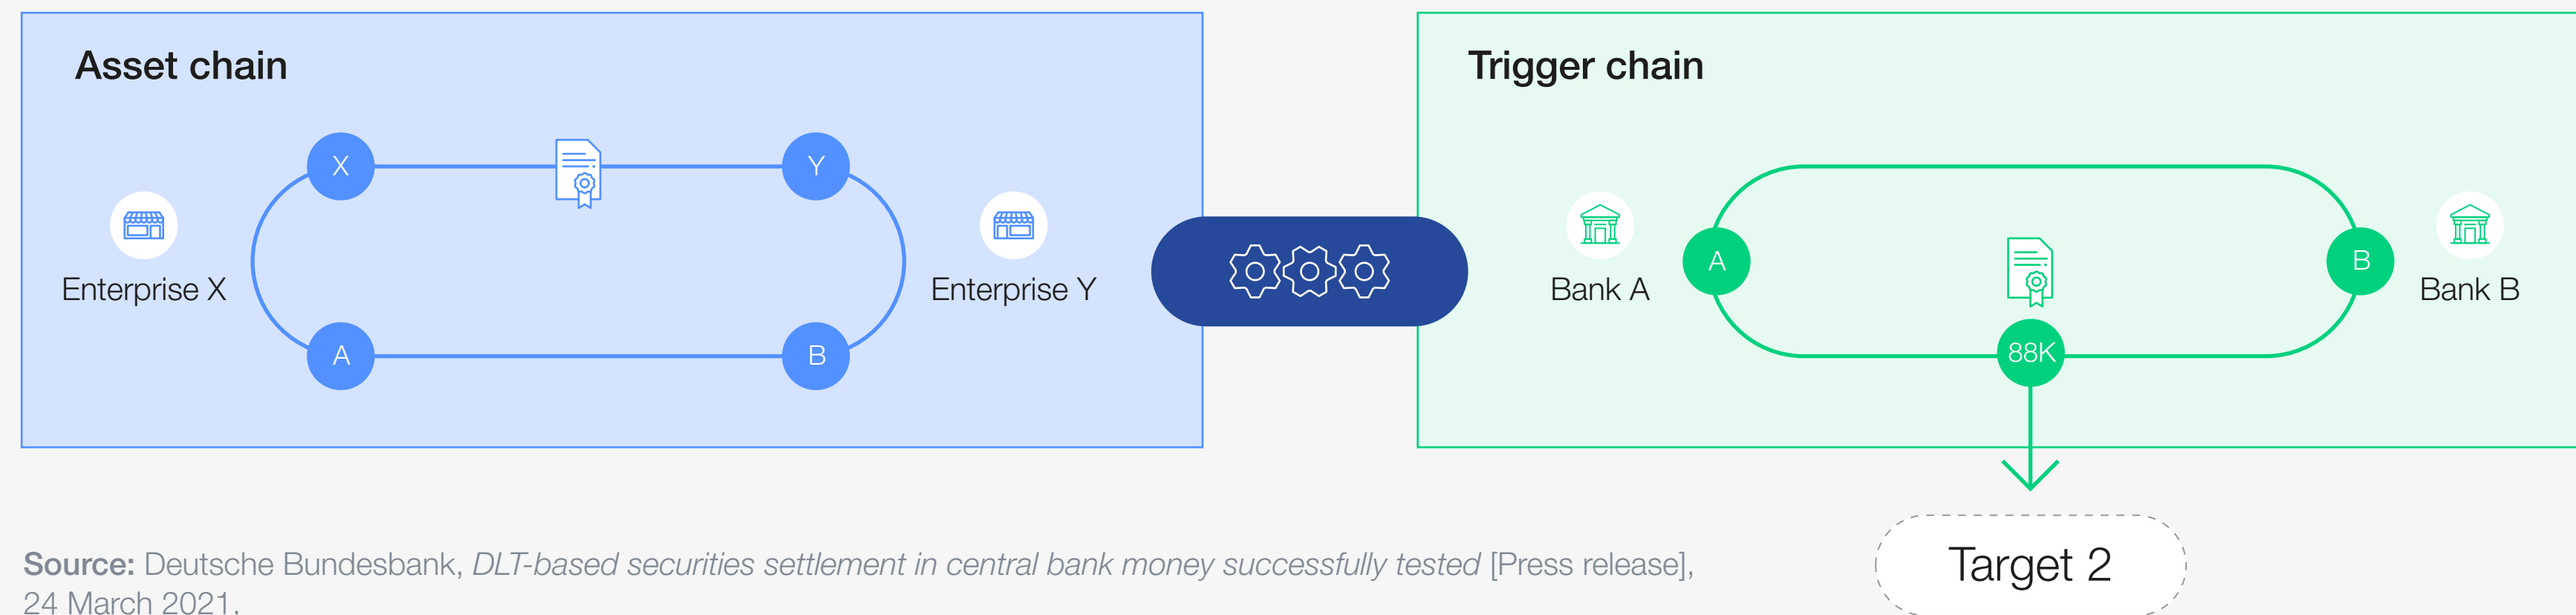 Asset chain
X
Y
Enterprise X
Enterprise Y
A
B
Trigger chain
A
B
Bank A
Bank B
88K
Target 2
Source: Deutsche Bundesbank, DLT-based securities settlement in central bank money successfully tested [Press release],
24 March 2021.